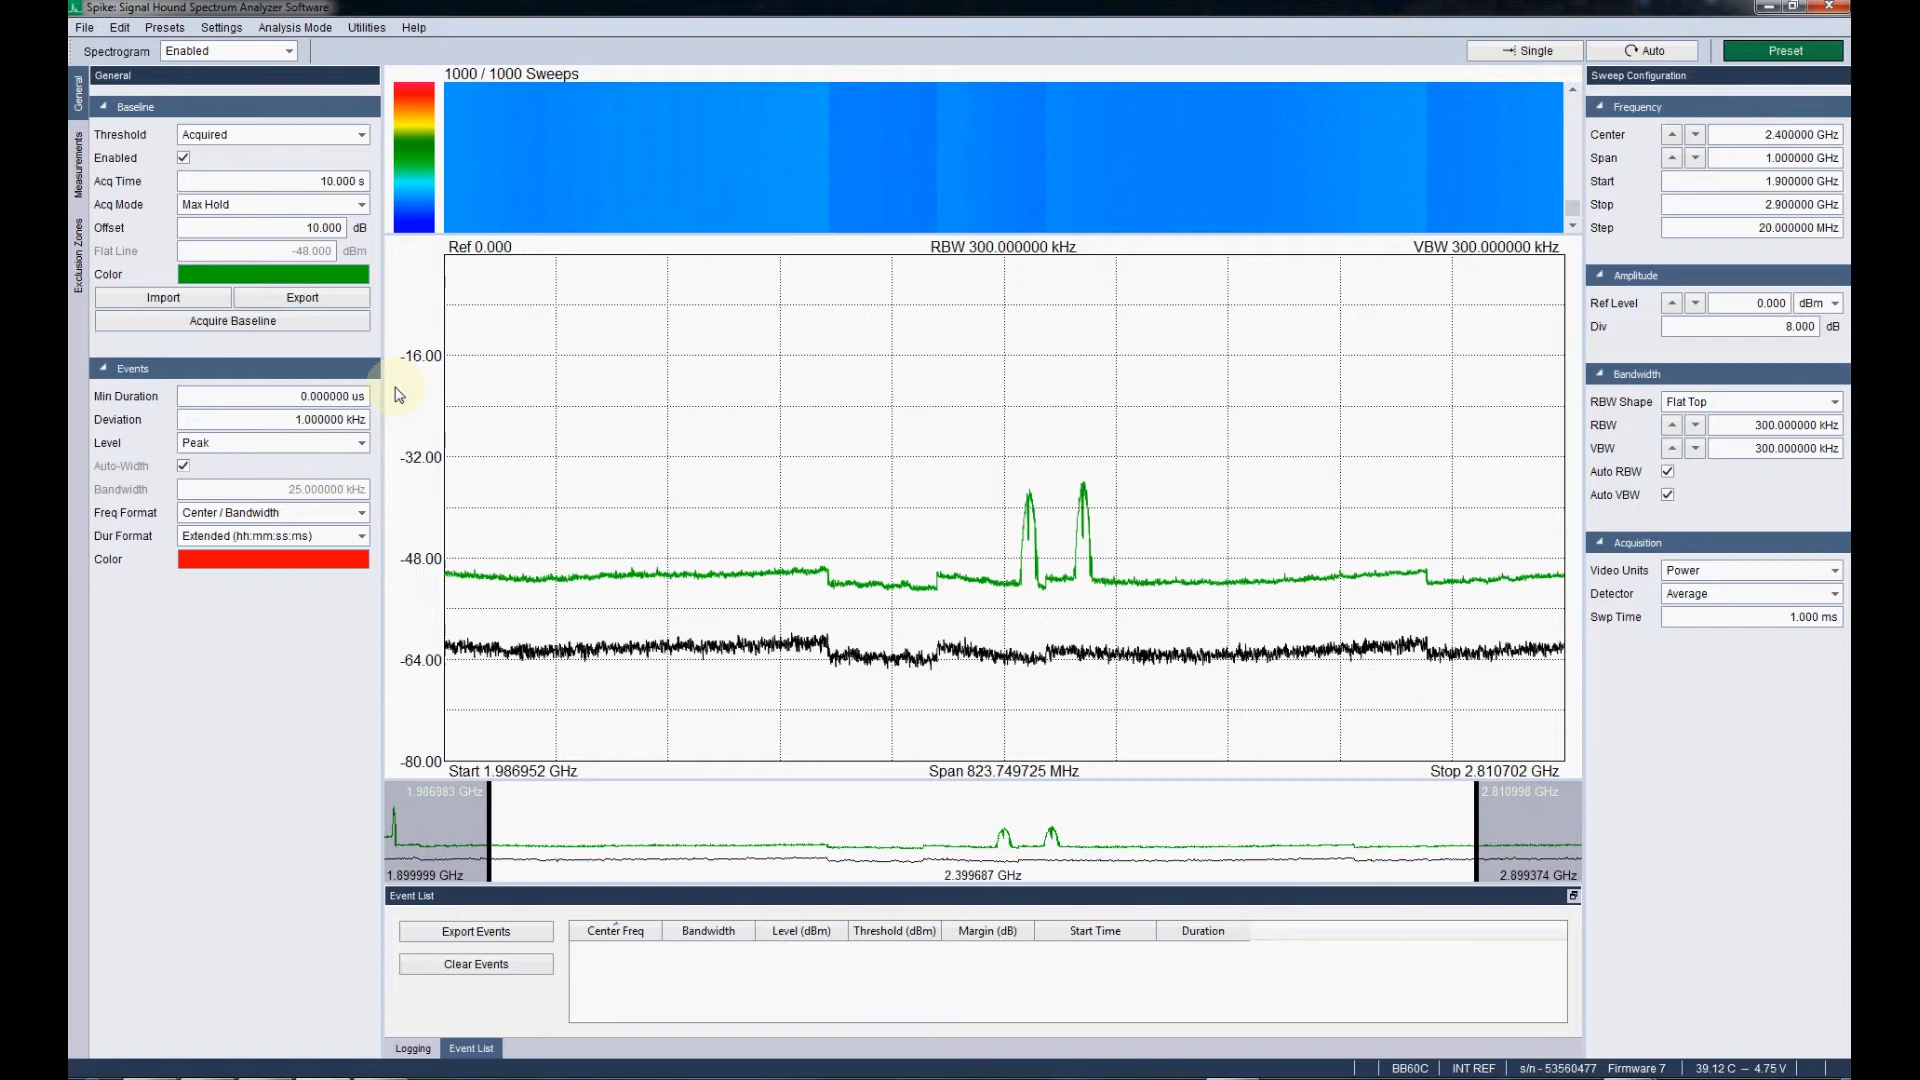 Spike: Signal Hound Spectrum Analyzer Software
File Edit Presets Settings Analysis Mode Utilities Help
Spectrogram Enabled Single Auto Preset
General
Measurements
Exclusion Zones
General
Baseline
Threshold Acquired
Enabled
Acq Time 10.000 s
Acq Mode Max Hold
Offset 10.000 dB
Flat Line -48.000 dBm
Color
Import Export
Acquire Baseline
Events
Min Duration 0.000000 us
Deviation 1.000000 kHz
Level Peak
Auto-Width
Bandwidth 25.000000 kHz
Freq Format Center / Bandwidth
Dur Format Extended (hh:mm:ss:ms)
Color
1000 / 1000 Sweeps
Ref 0.000 RBW 300.000000 kHz VBW 300.000000 kHz
-16.00
-32.00
-48.00
-64.00
-80.00
Start 1.986952 GHz Span 823.749725 MHz Stop 2.810702 GHz
1.986983 GHz 2.810998 GHz
1.899999 GHz 2.399687 GHz 2.899374 GHz
Event List
Export Events
Clear Events
Center Freq Bandwidth Level (dBm) Threshold (dBm) Margin (dB) Start Time Duration
Logging Event List
Sweep Configuration
Frequency
Center 2.400000 GHz
Span 1.000000 GHz
Start 1.900000 GHz
Stop 2.900000 GHz
Step 20.000000 MHz
Amplitude
Ref Level 0.000 dBm
Div 8.000 dB
Bandwidth
RBW Shape Flat Top
RBW 300.000000 kHz
VBW 300.000000 kHz
Auto RBW
Auto VBW
Acquisition
Video Units Power
Detector Average
Swp Time 1.000 ms
BB60C INT REF s/n - 53560477 Firmware 7 39.12 C – 4.75 V